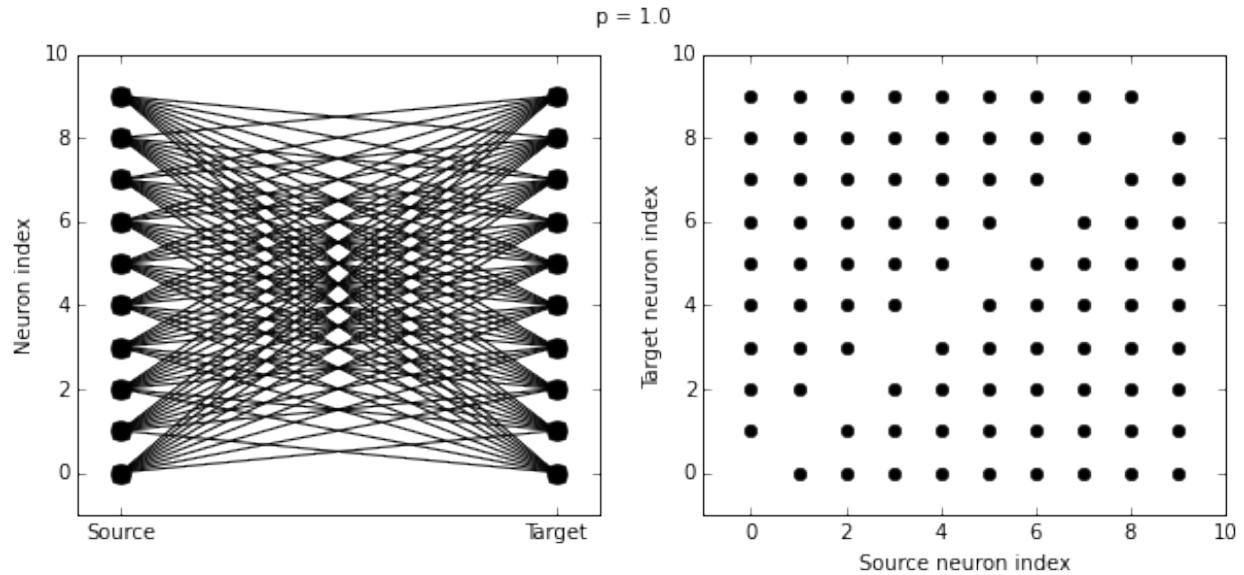 p = 1.0
10
8
6
4
2
0
Neuron index
Source Target
10
8
6
4
2
0
Target neuron index
0 2 4 6 8 10
Source neuron index